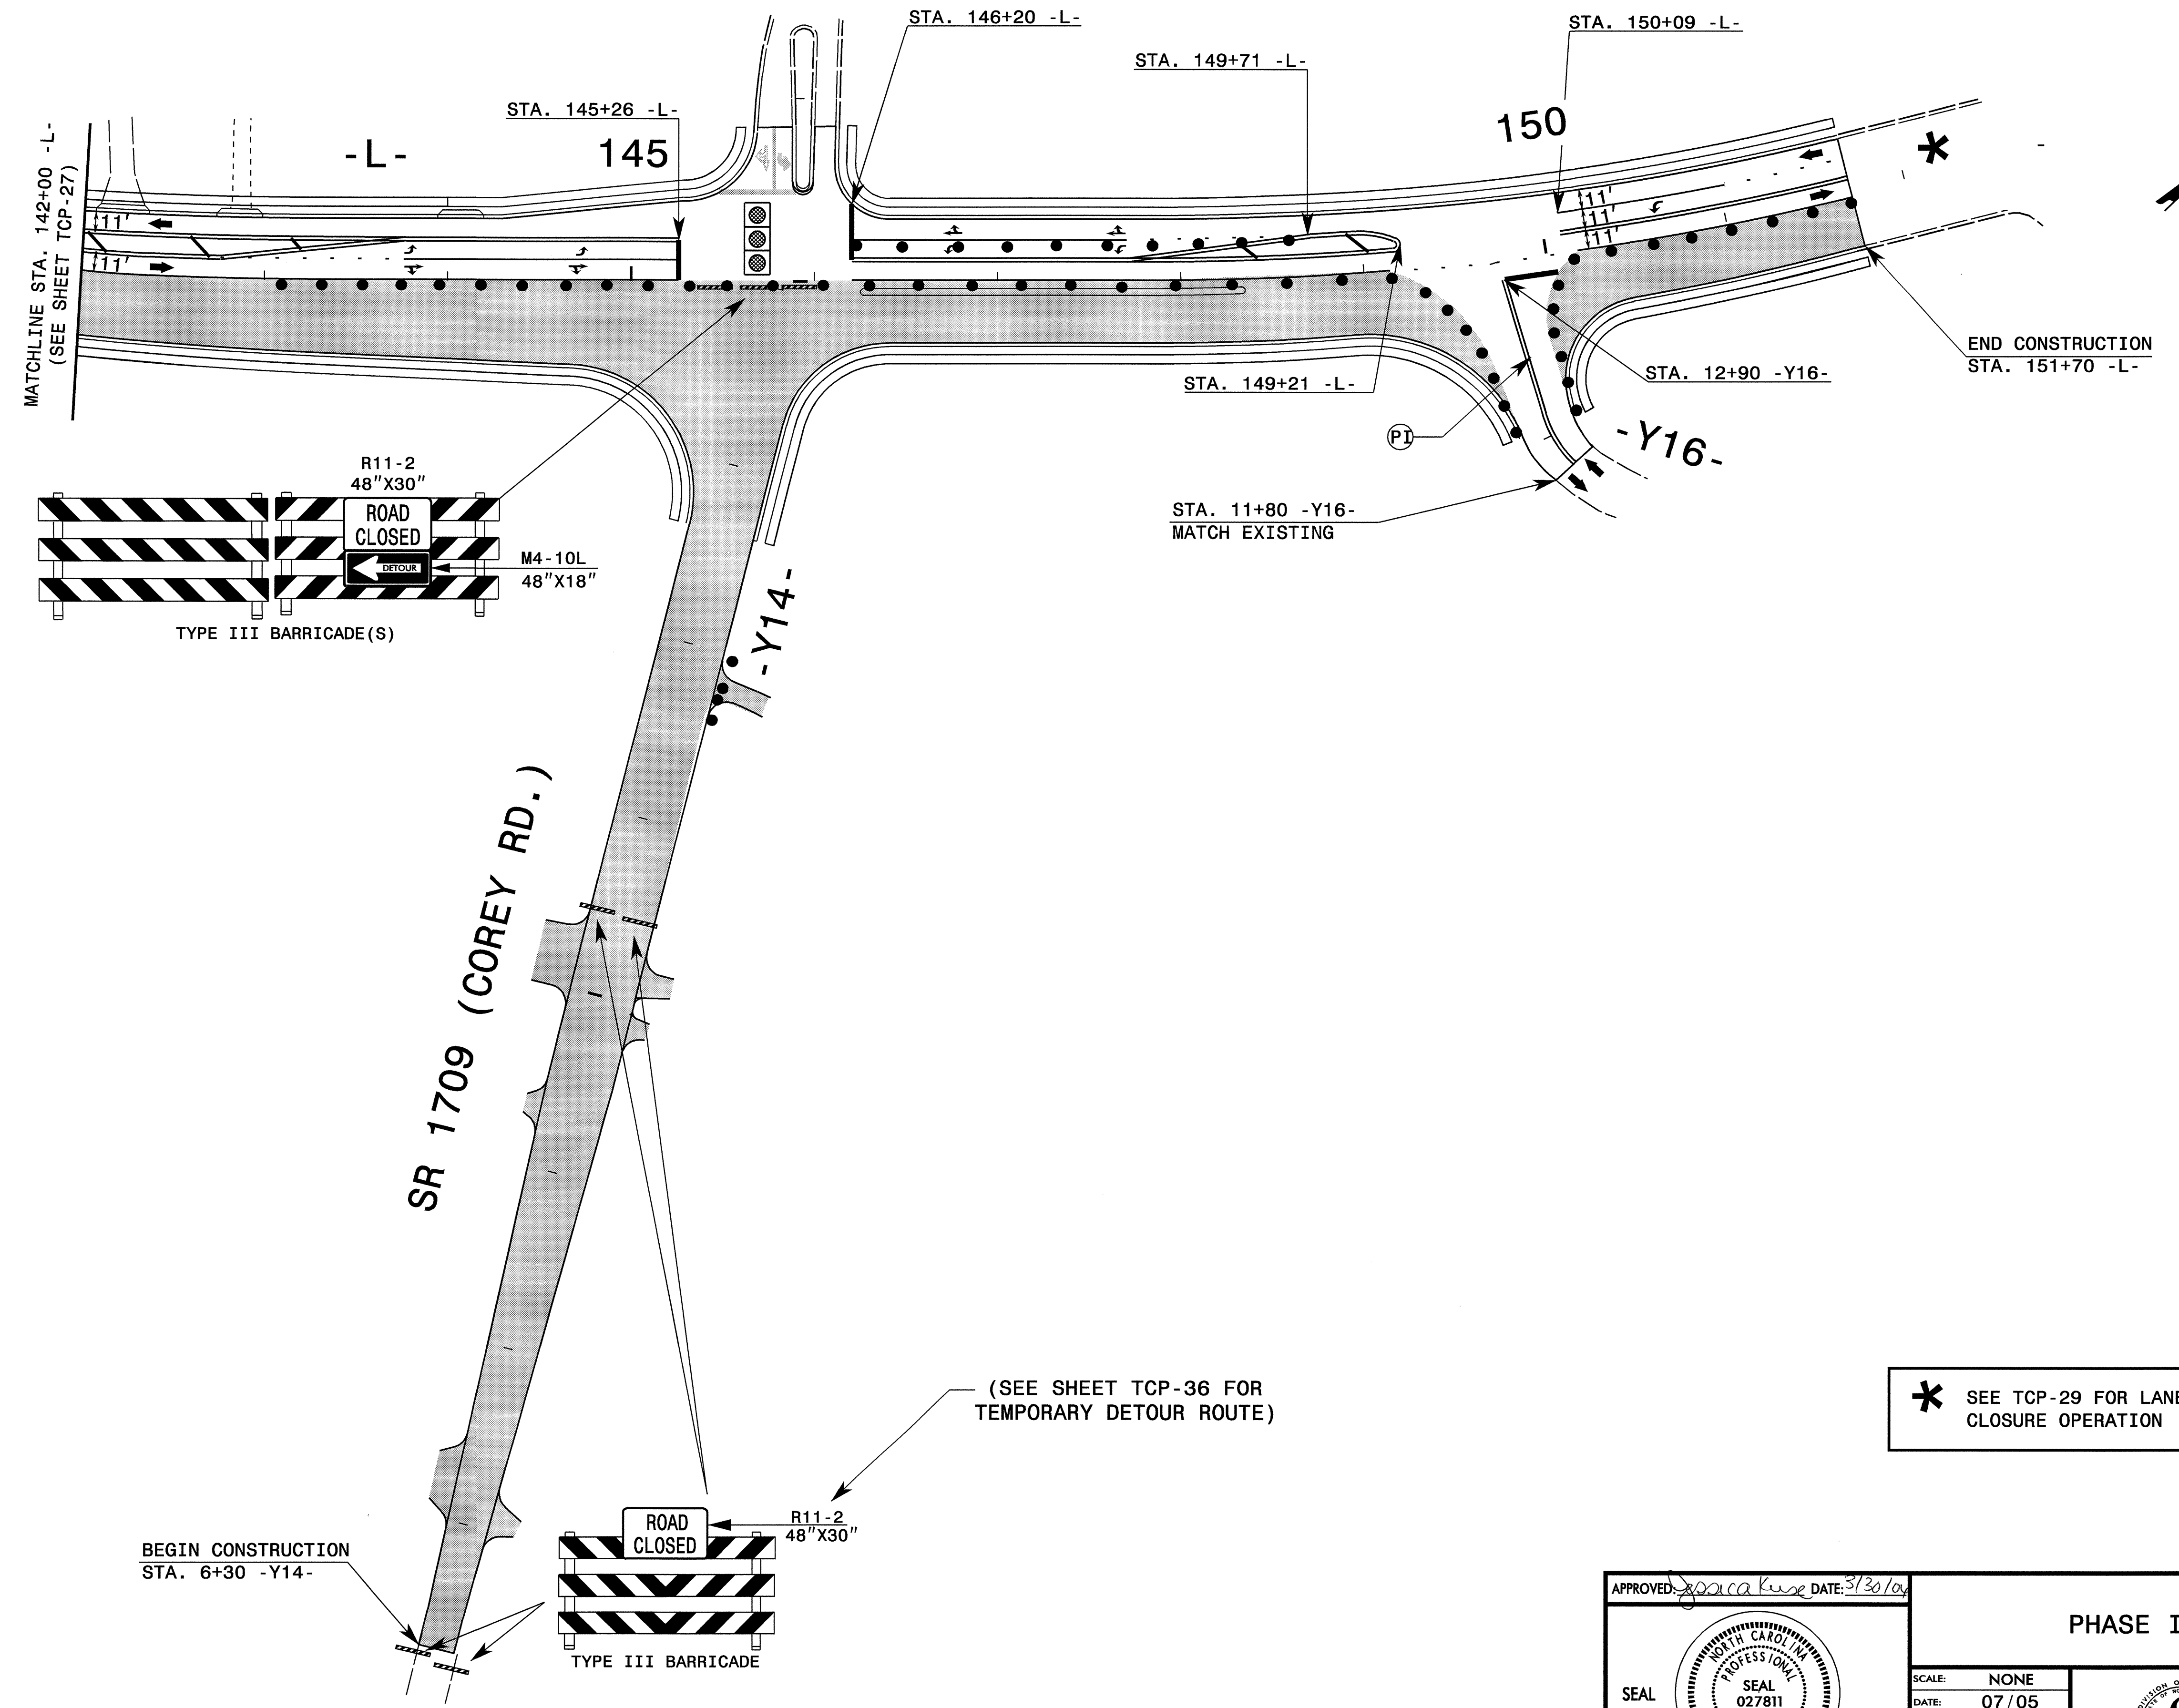 STA. 146+20 -L-
STA. 150+09 -L-
STA. 149+71 -L-
STA. 145+26 -L-
-L-
145
150
MATCHLINE STA. 142+00 -L-
(SEE SHEET TCP-27)
11'
11'
11'
11'
11'
END CONSTRUCTION
STA. 151+70 -L-
STA. 12+90 -Y16-
STA. 149+21 -L-
PI
-Y16-
STA. 11+80 -Y16-
MATCH EXISTING
R11-2
48"X30"
ROAD
CLOSED
DETOUR
M4-10L
48"X18"
TYPE III BARRICADE(S)
-Y14-
SR 1709 (COREY RD.)
(SEE SHEET TCP-36 FOR
TEMPORARY DETOUR ROUTE)
* SEE TCP-29 FOR LANE
CLOSURE OPERATION
R11-2
48"X30"
ROAD
CLOSED
TYPE III BARRICADE
BEGIN CONSTRUCTION
STA. 6+30 -Y14-
APPROVED: Jessica Kuse DATE: 3/30/04
PHASE I
SEAL
NORTH CAROLINA
PROFESSIONAL
SEAL
027811
SCALE: NONE
DATE: 07/05